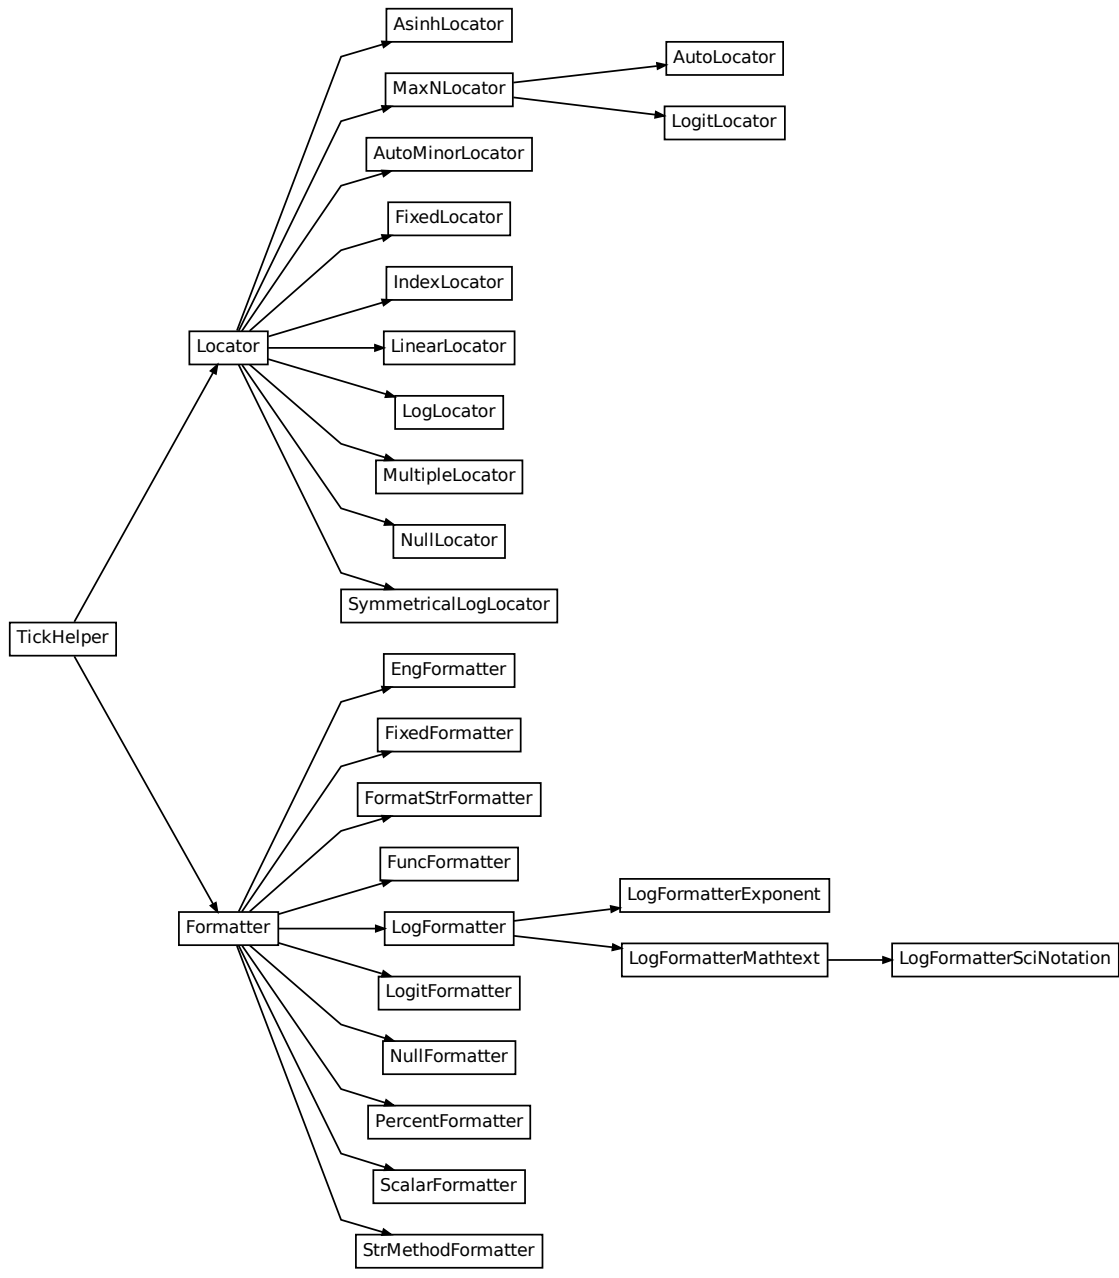 AsinhLocator
AutoLocator
MaxNLocator
LogitLocator
AutoMinorLocator
FixedLocator
IndexLocator
Locator
LinearLocator
LogLocator
MultipleLocator
NullLocator
SymmetricalLogLocator
TickHelper
EngFormatter
FixedFormatter
FormatStrFormatter
FuncFormatter
LogFormatterExponent
Formatter
LogFormatter
LogFormatterMathtext
LogFormatterSciNotation
LogitFormatter
NullFormatter
PercentFormatter
ScalarFormatter
StrMethodFormatter